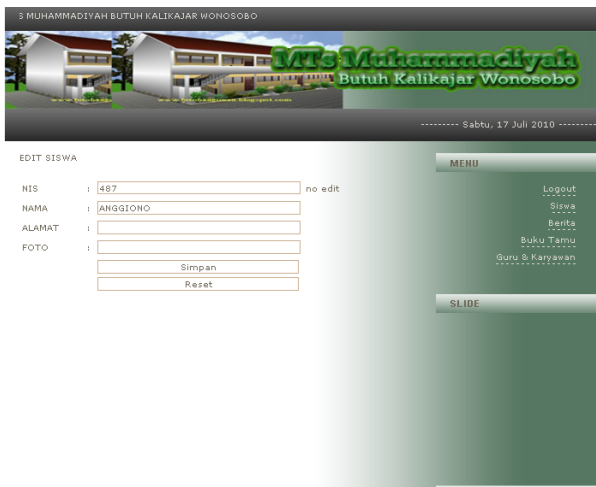 S MUHAMMADIYAH BUTUH KALIKAJAR WONOSOBO
MTs Muhammadiyah
Butuh Kalikajar Wonosobo
--------- Sabtu, 17 Juli 2010 ---------
EDIT SISWA
NIS : 487 no edit
NAMA : ANGGIONO
ALAMAT :
FOTO :
Simpan
Reset
MENU
Logout
Siswa
Berita
Buku Tamu
Guru & Karyawan
SLIDE